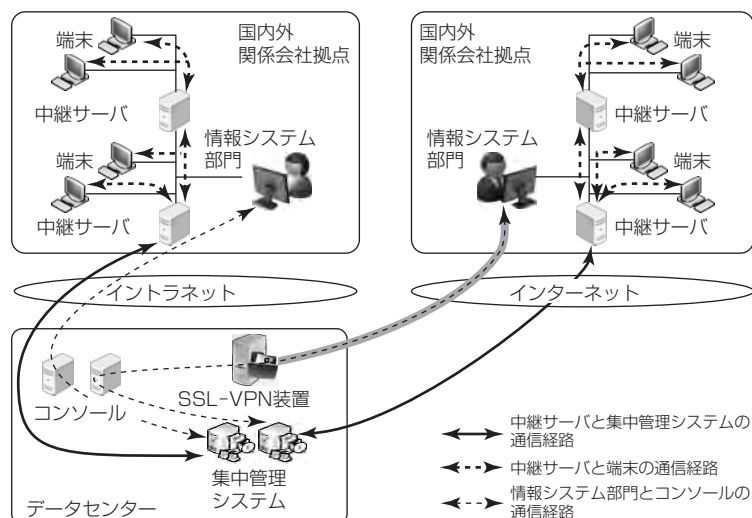 端末
中継サーバ
端末
中継サーバ
国内外
関係会社拠点
情報システム
部門
国内外
関係会社拠点
情報システム
部門
端末
中継サーバ
端末
中継サーバ
イントラネット
インターネット
コンソール
SSL-VPN装置
集中管理
システム
データセンター
中継サーバと集中管理システムの
通信経路
中継サーバと端末の通信経路
情報システム部門とコンソールの
通信経路